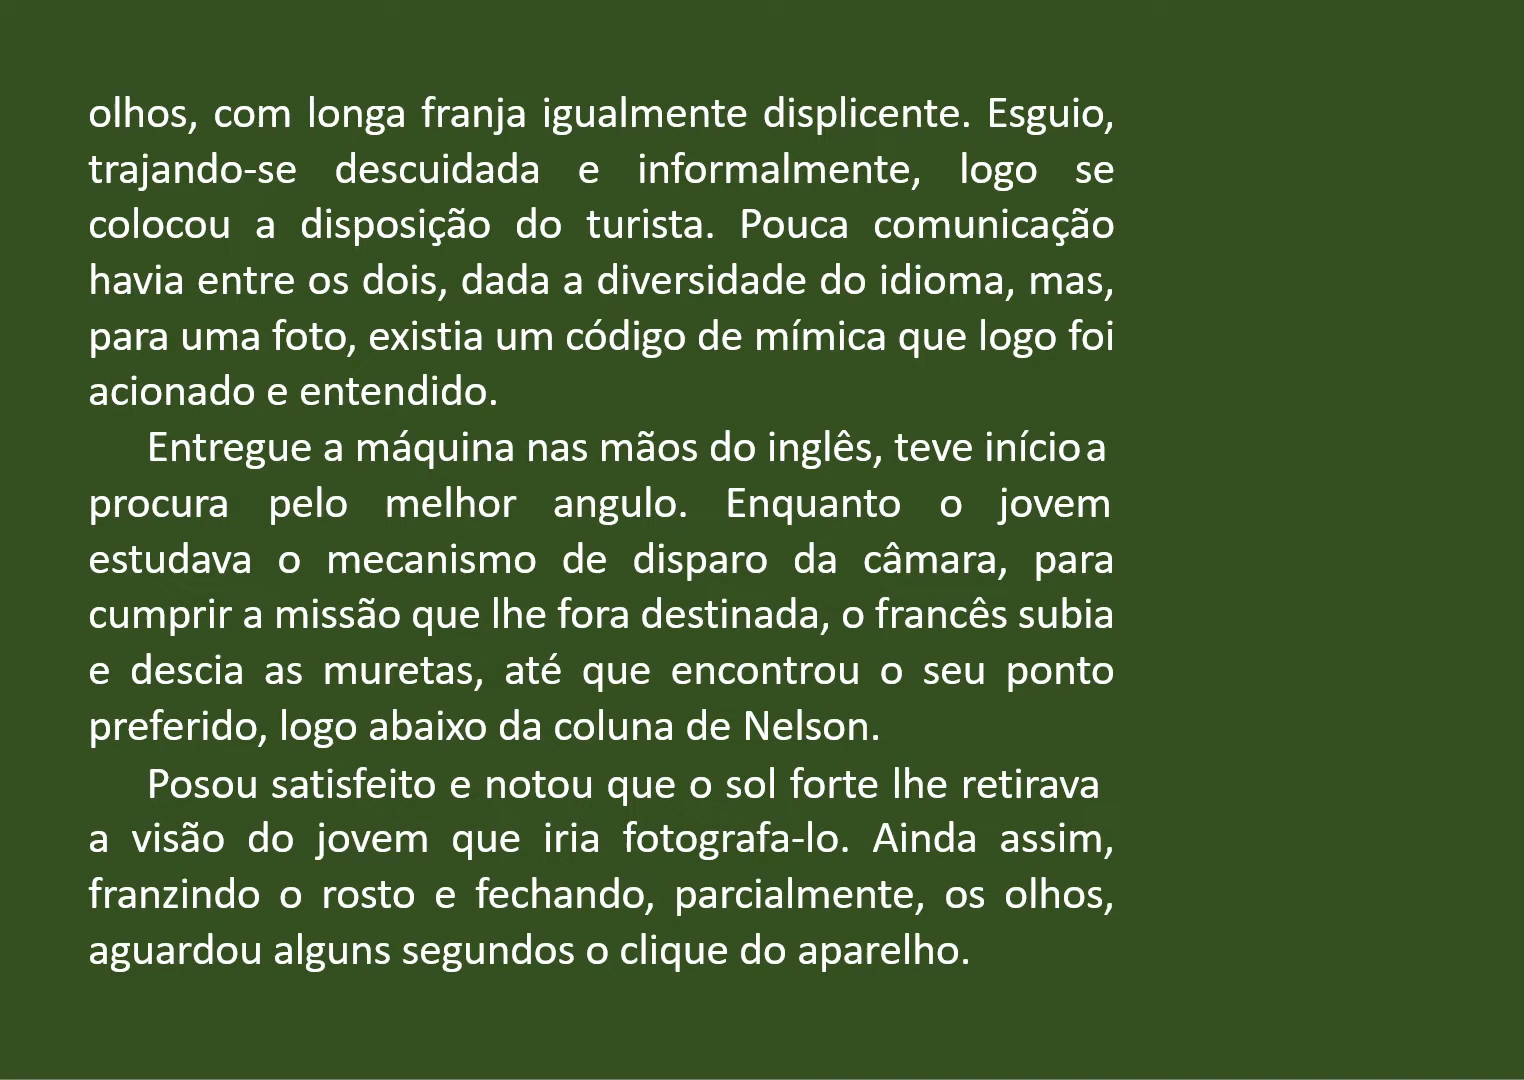 olhos, com longa franja igualmente displicente. Esguio,
trajando-se descuidada e informalmente, logo se
colocou a disposição do turista. Pouca comunicação
havia entre os dois, dada a diversidade do idioma, mas,
para uma foto, existia um código de mímica que logo foi
acionado e entendido.
Entregue a máquina nas mãos do inglês, teve início a
procura pelo melhor angulo. Enquanto o jovem
estudava o mecanismo de disparo da câmara, para
cumprir a missão que lhe fora destinada, o francês subia
e descia as muretas, até que encontrou o seu ponto
preferido, logo abaixo da coluna de Nelson.
Posou satisfeito e notou que o sol forte lhe retirava
a visão do jovem que iria fotografa-lo. Ainda assim,
franzindo o rosto e fechando, parcialmente, os olhos,
aguardou alguns segundos o clique do aparelho.